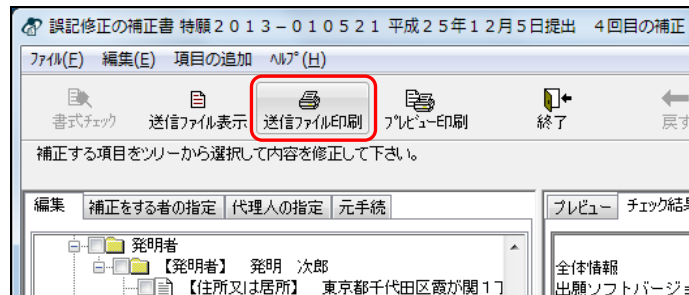 誤記修正の補正書 特願２０１３－０１０５２１ 平成２５年１２月５日提出　４回目の補正
ﾌｧｲﾙ(F)　編集(E)　項目の追加　ﾍﾙﾌﾟ(H)
書式ﾁｪｯｸ　送信ﾌｧｲﾙ表示　送信ﾌｧｲﾙ印刷　ﾌﾟﾚﾋﾞｭｰ印刷　終了　戻す
補正する項目をツリーから選択して内容を修正して下さい。
編集　補正をする者の指定　代理人の指定　元手続　プレビュー　チェック結果
発明者
【発明者】　発明　次郎
全体情報
【住所又は居所】　東京都千代田区霞が関１丁
出願ソフトバージョ